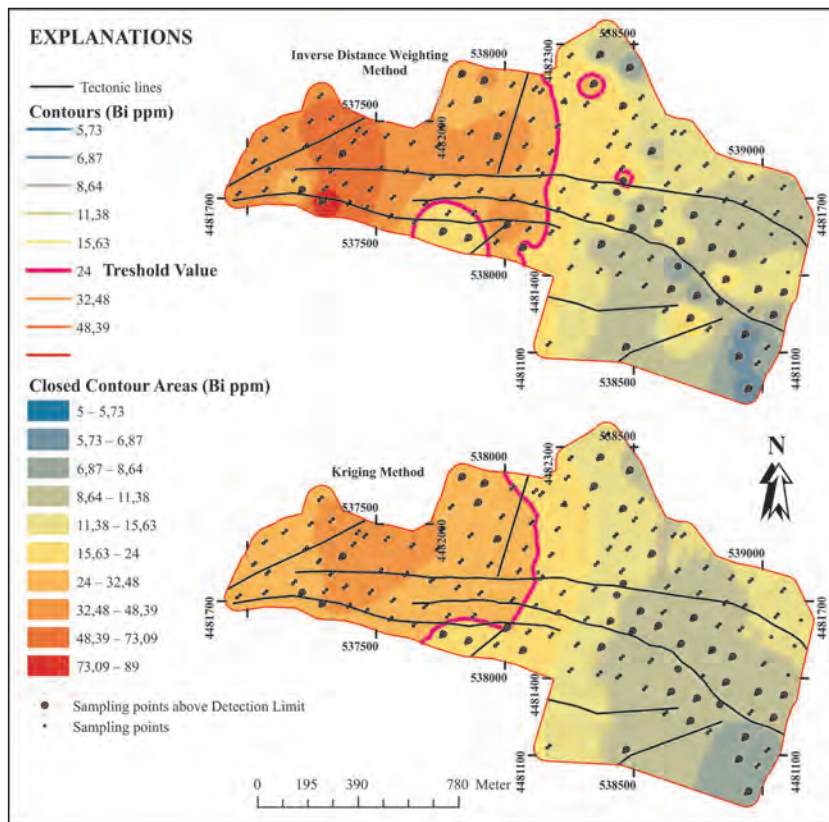 EXPLANATIONS
Tectonic lines
Contours (Bi ppm)
5,73
6,87
8,64
11,38
15,63
24 Treshold Value
32,48
48,39
Closed Contour Areas (Bi ppm)
5 – 5,73
5,73 – 6,87
6,87 – 8,64
8,64 – 11,38
11,38 – 15,63
15,63 – 24
24 – 32,48
32,48 – 48,39
48,39 – 73,09
73,09 – 89
Sampling points above Detection Limit
Sampling points
0 195 390 780 Meter
Inverse Distance Weighting
Method
538000
4482300
538500
537500
4482000
539000
4481700
4481700
537500
538000
4481400
4481100
4481100
538500
Kriging Method
538000
4482300
538500
N
537500
4482000
539000
4481700
4481700
537500
538000
4481400
4481100
4481100
538500